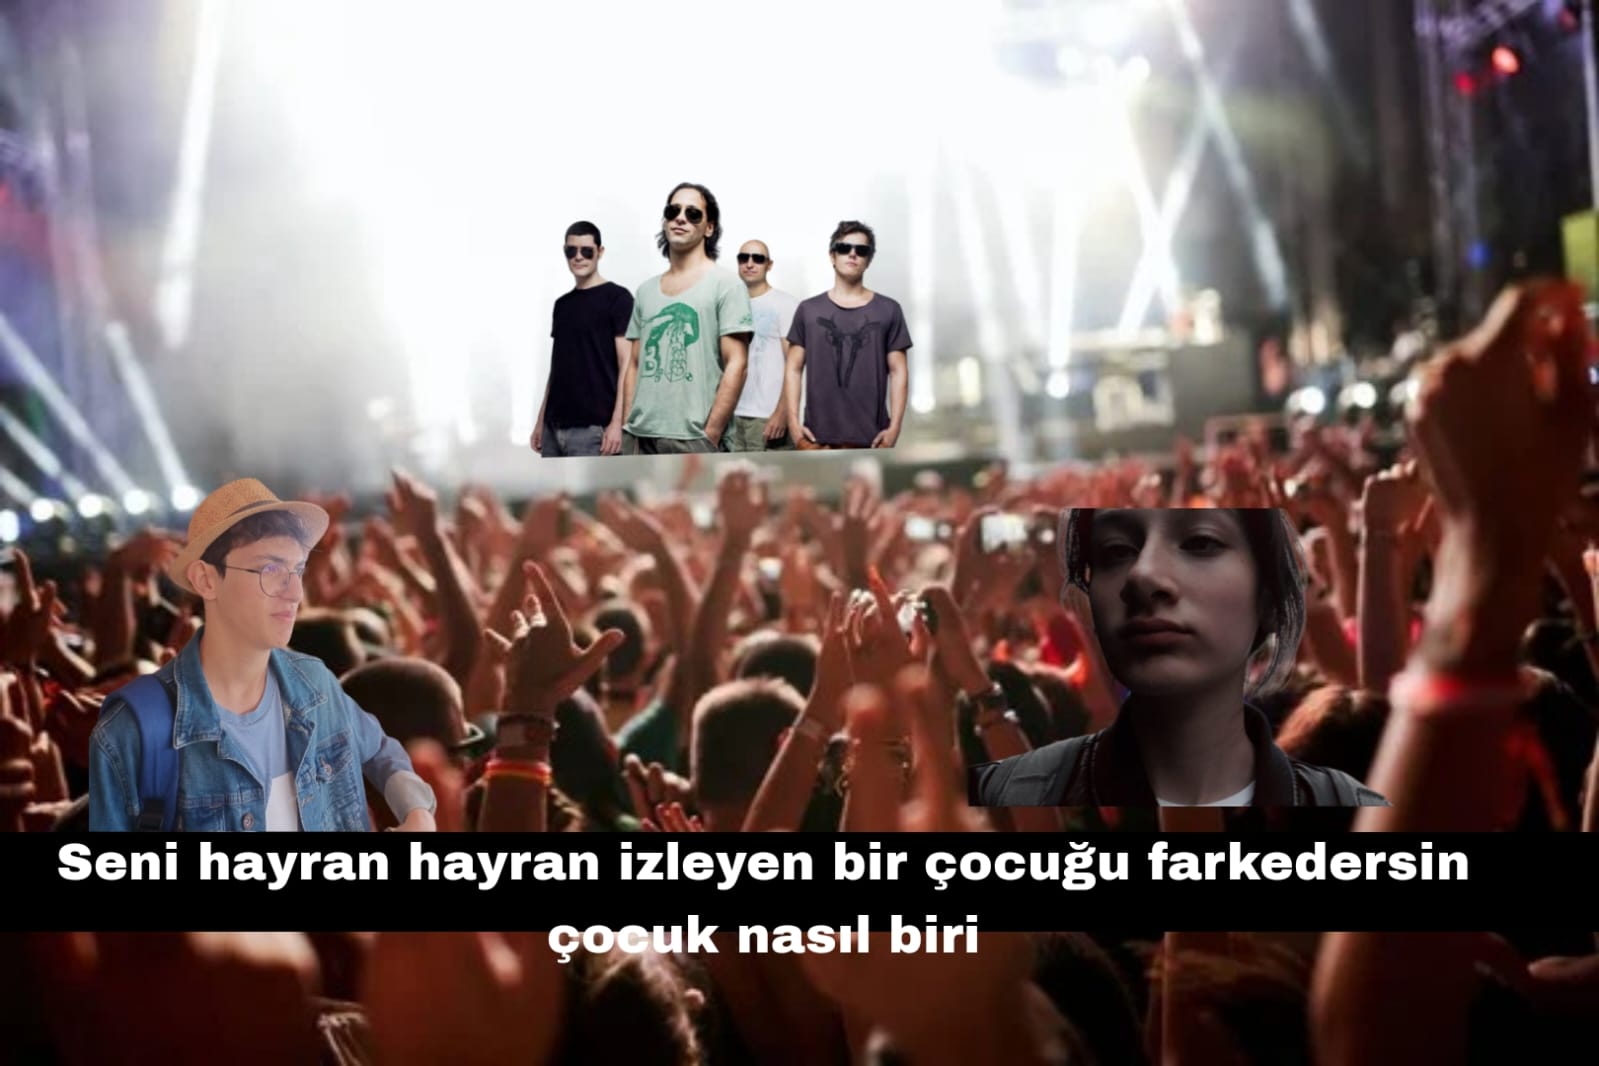 Seni hayran hayran izleyen bir çocuğu farkedersin
çocuk nasıl biri